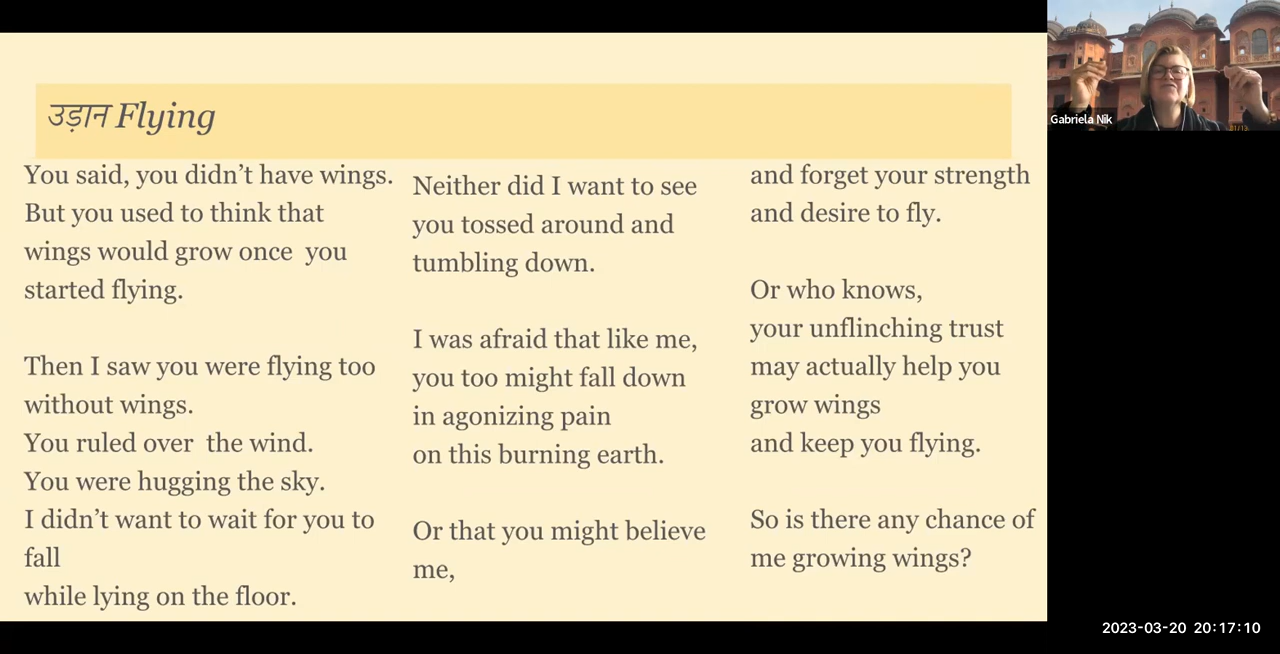 उड़ान Flying
You said, you didn’t have wings.
But you used to think that
wings would grow once  you
started flying.
Then I saw you were flying too
without wings.
You ruled over  the wind.
You were hugging the sky.
I didn’t want to wait for you to
fall
while lying on the floor.
Neither did I want to see
you tossed around and
tumbling down.
I was afraid that like me,
you too might fall down
in agonizing pain
on this burning earth.
Or that you might believe
me,
and forget your strength
and desire to fly.
Or who knows,
your unflinching trust
may actually help you
grow wings
and keep you flying.
So is there any chance of
me growing wings?
Gabriela Nik
2023-03-20 20:17:10